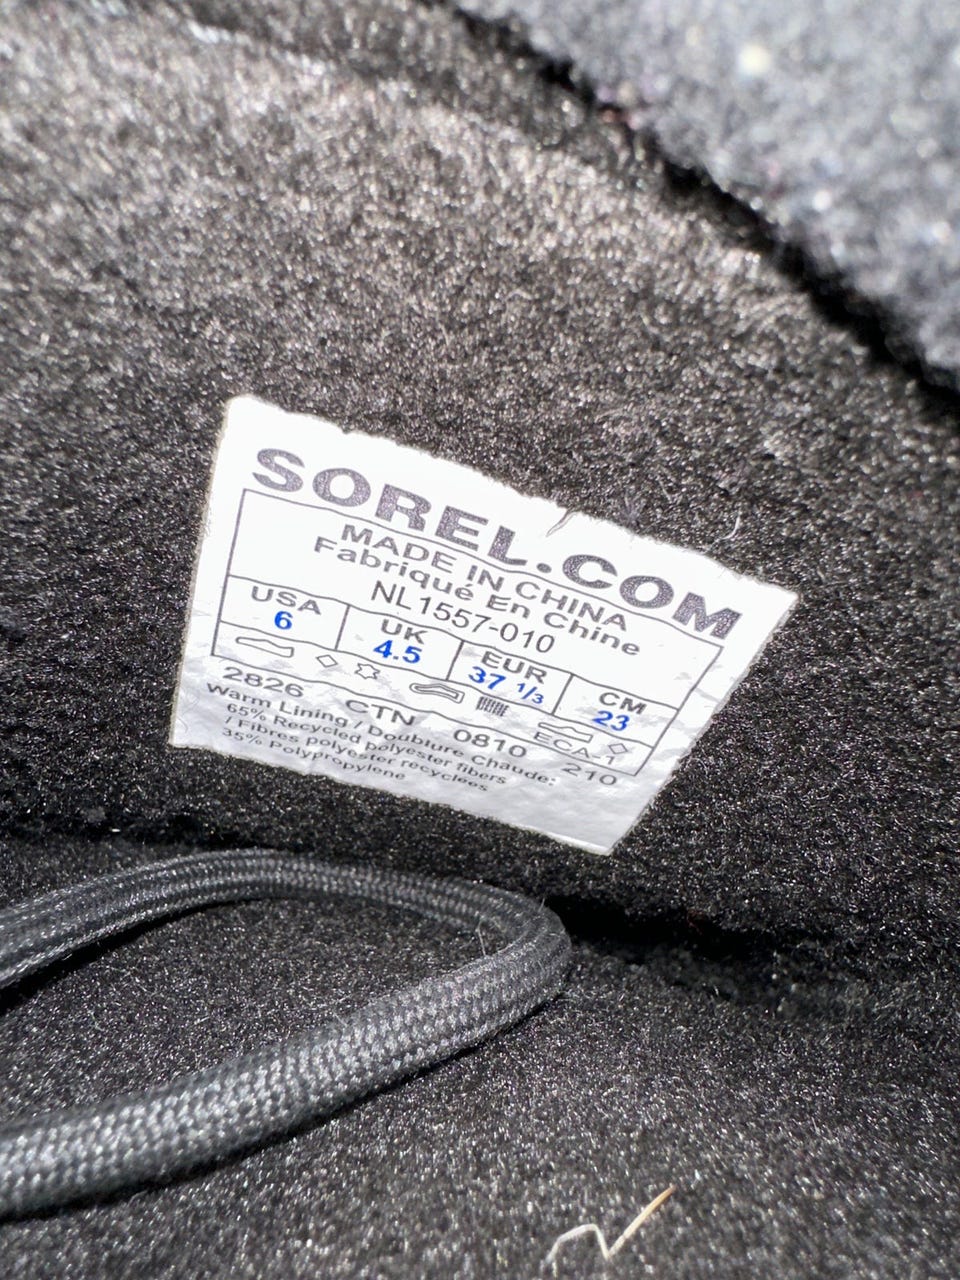 SOREL.COM
MADE IN CHINA
Fabriqué En Chine
NL1557-010
USA UK EUR CM
6 4.5 37 1/3 23
2826 CTN 0810 ECA-1 210
Warm Lining / Doublure Chaude:
65% Recycled polyester fibers
/ Fibres polyester recyclées
35% Polypropylene